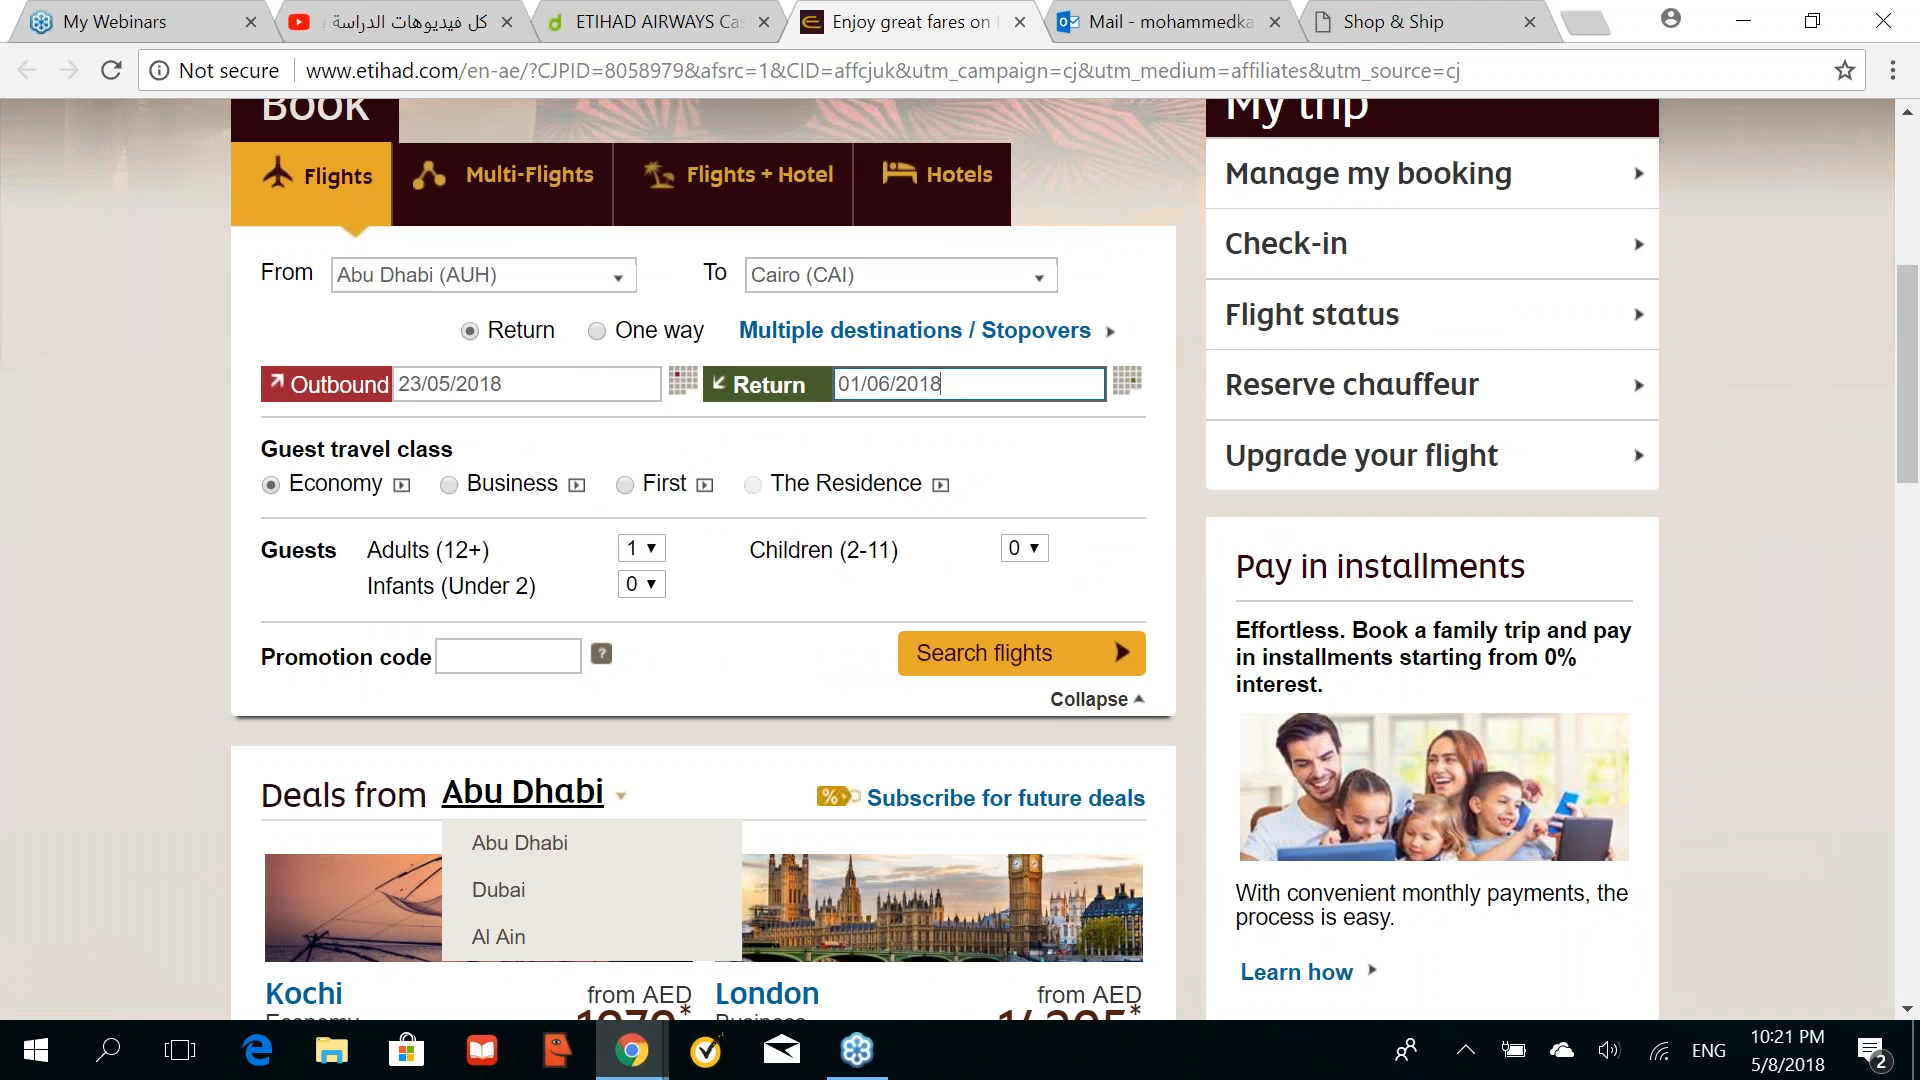 My Webinars
كل فيديوهات الدراسة
ETIHAD AIRWAYS Ca
Enjoy great fares on f
Mail - mohammedka
Shop & Ship
Not secure
www.etihad.com/en-ae/?CJPID=8058979&afsrc=1&CID=affcjuk&utm_campaign=cj&utm_medium=affiliates&utm_source=cj
BOOK
My trip
Flights
Multi-Flights
Flights + Hotel
Hotels
Manage my booking
Check-in
Flight status
Reserve chauffeur
Upgrade your flight
From Abu Dhabi (AUH) To Cairo (CAI)
Return One way Multiple destinations / Stopovers
Outbound 23/05/2018 Return 01/06/2018
Guest travel class
Economy Business First The Residence
Guests Adults (12+) 1 Children (2-11) 0
Infants (Under 2) 0
Promotion code ? Search flights
Collapse
Pay in installments
Effortless. Book a family trip and pay
in installments starting from 0%
interest.
With convenient monthly payments, the
process is easy.
Learn how
Deals from Abu Dhabi
% Subscribe for future deals
Abu Dhabi
Dubai
Al Ain
Kochi from AED
London from AED
Economy
Business
ENG
10:21 PM
5/8/2018
2